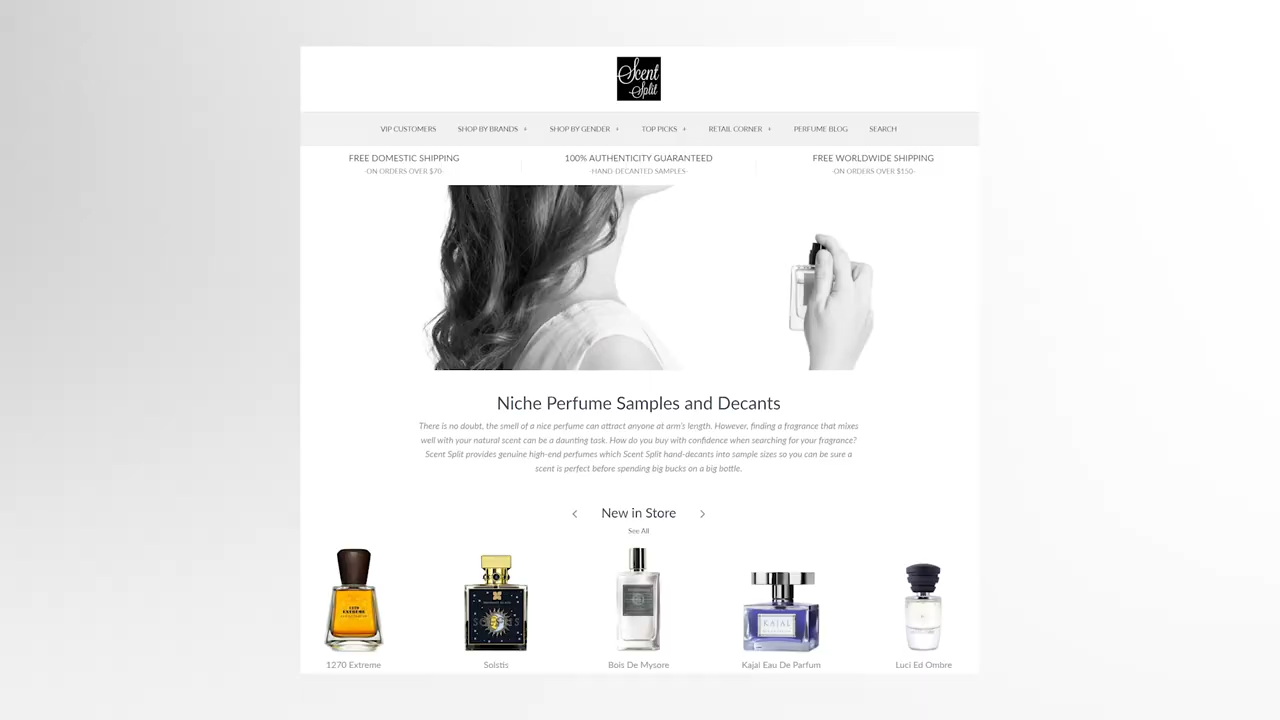 Scent
Split
VIP CUSTOMERS SHOP BY BRANDS + SHOP BY GENDER + TOP PICKS + RETAIL CORNER + PERFUME BLOG SEARCH
FREE DOMESTIC SHIPPING 100% AUTHENTICITY GUARANTEED FREE WORLDWIDE SHIPPING
-ON ORDERS OVER $70- -HAND DECANTED SAMPLES- -ON ORDERS OVER $150-
Niche Perfume Samples and Decants
There is no doubt, the smell of a nice perfume can attract anyone at arm's length. However, finding a fragrance that mixes
well with your natural scent can be a daunting task. How do you buy with confidence when searching for your fragrance?
Scent Split provides genuine high-end perfumes which Scent Split hand-decants into sample sizes so you can be sure a
scent is perfect before spending big bucks on a big bottle.
< New in Store >
See All
1270
EXTREME
KAJAL
1270 Extreme Solstis Bois De Mysore Kajal Eau De Parfum Luci Ed Ombre